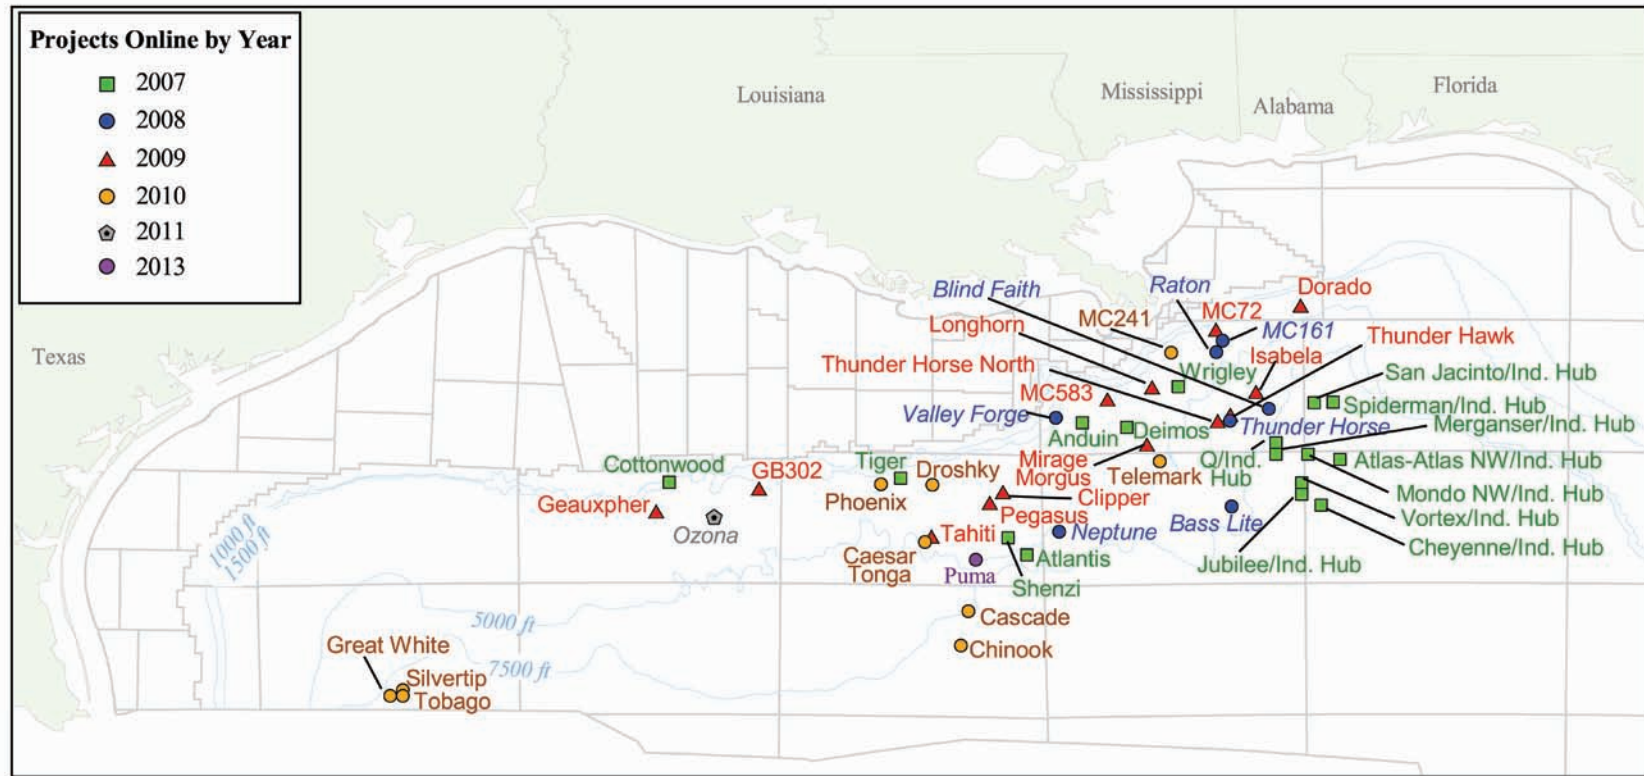 Projects Online by Year
2007
2008
2009
2010
2011
2013
Louisiana
Mississippi
Alabama
Florida
Texas
Blind Faith
Raton
Dorado
Longhorn
MC241
MC72
MC161
Thunder Hawk
Thunder Horse North
Isabela
Wrigley
San Jacinto/Ind. Hub
MC583
Spiderman/Ind. Hub
Valley Forge
Thunder Horse
Merganser/Ind. Hub
Anduin
Deimos
Mirage
Morgus
Telemark
Q/Ind.
Hub
Atlas-Atlas NW/Ind. Hub
Cottonwood
GB302
Tiger
Droshky
Phoenix
Clipper
Mondo NW/Ind. Hub
Geauxpher
Pegasus
Vortex/Ind. Hub
Ozona
Tahiti
Neptune
Bass Lite
Cheyenne/Ind. Hub
1000 ft
1500 ft
Caesar
Tonga
Atlantis
Jubilee/Ind. Hub
Puma
Shenzi
5000 ft
Cascade
Great White
7500 ft
Chinook
Silvertip
Tobago